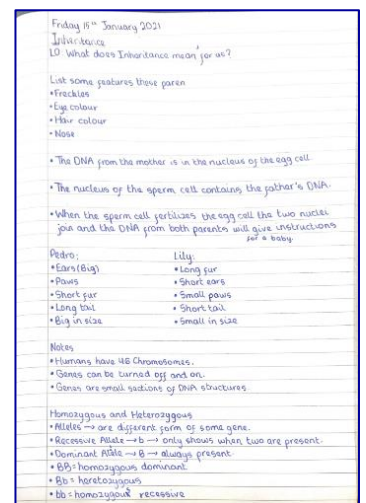 Friday 15th January 2021
Inheritance
LO: What does Inheritance mean for us?
List some features these paren
• Freckles
• Eye colour
• Hair colour
• Nose
• The DNA from the mother is in the nucleus of the egg cell.
• The nucleus of the sperm cell contains the father's DNA.
• When the sperm cell fertilizes the egg cell the two nuclei
join and the DNA from both parents will give instructions
for a baby.
Pedro: Lily:
• Ears (Big) • Long fur
• Paws • Short ears
• Short fur • Small paws
• Long tail • Short tail
• Big in size • Small in size
Notes
• Humans have 46 Chromosomes.
• Genes can be turned off and on.
• Genes are small sections of DNA structures.
Homozygous and Heterozygous
• Alleles → are different form of some gene.
• Recessive Allele → b → only shows when two are present.
• Dominant Allele → B → always present.
• BB = homozygous dominant
• Bb = heretozygous
• bb = homozygous recessive